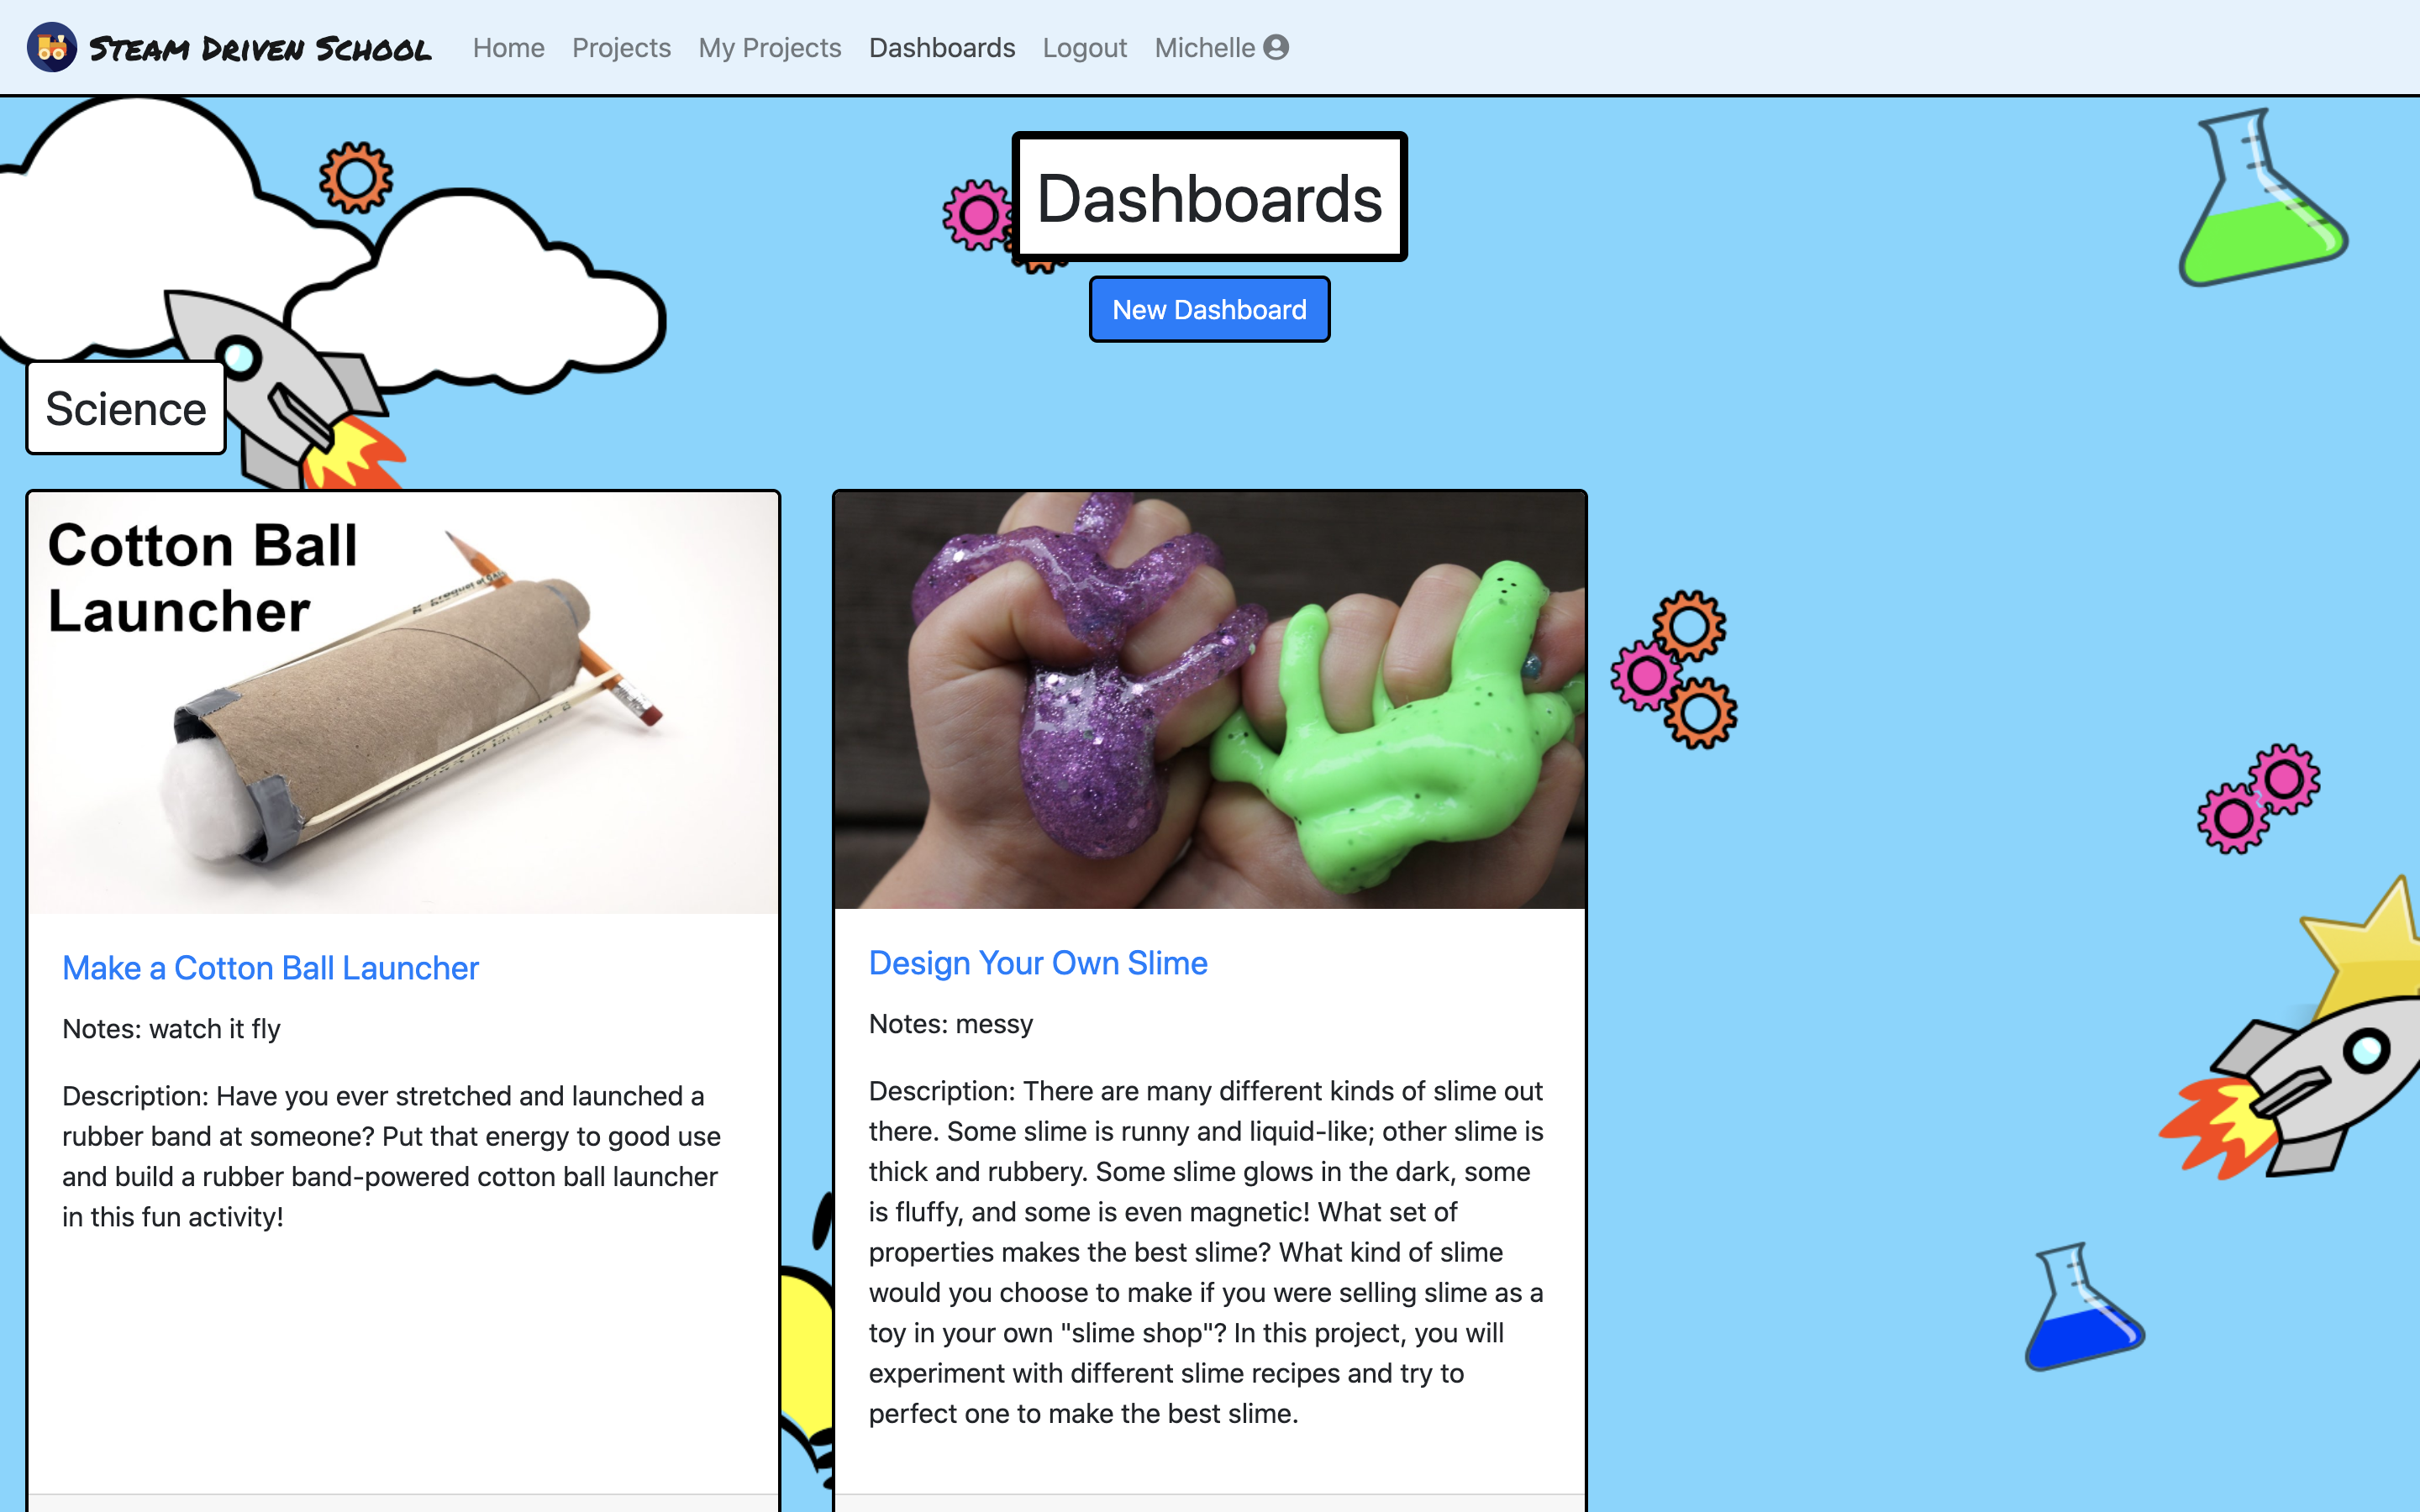 STEAM DRIVEN SCHOOL Home Projects My Projects Dashboards Logout Michelle
Dashboards
New Dashboard
Science
Cotton Ball
Launcher
Make a Cotton Ball Launcher
Notes: watch it fly
Description: Have you ever stretched and launched a
rubber band at someone? Put that energy to good use
and build a rubber band-powered cotton ball launcher
in this fun activity!
Design Your Own Slime
Notes: messy
Description: There are many different kinds of slime out
there. Some slime is runny and liquid-like; other slime is
thick and rubbery. Some slime glows in the dark, some
is fluffy, and some is even magnetic! What set of
properties makes the best slime? What kind of slime
would you choose to make if you were selling slime as a
toy in your own "slime shop"? In this project, you will
experiment with different slime recipes and try to
perfect one to make the best slime.